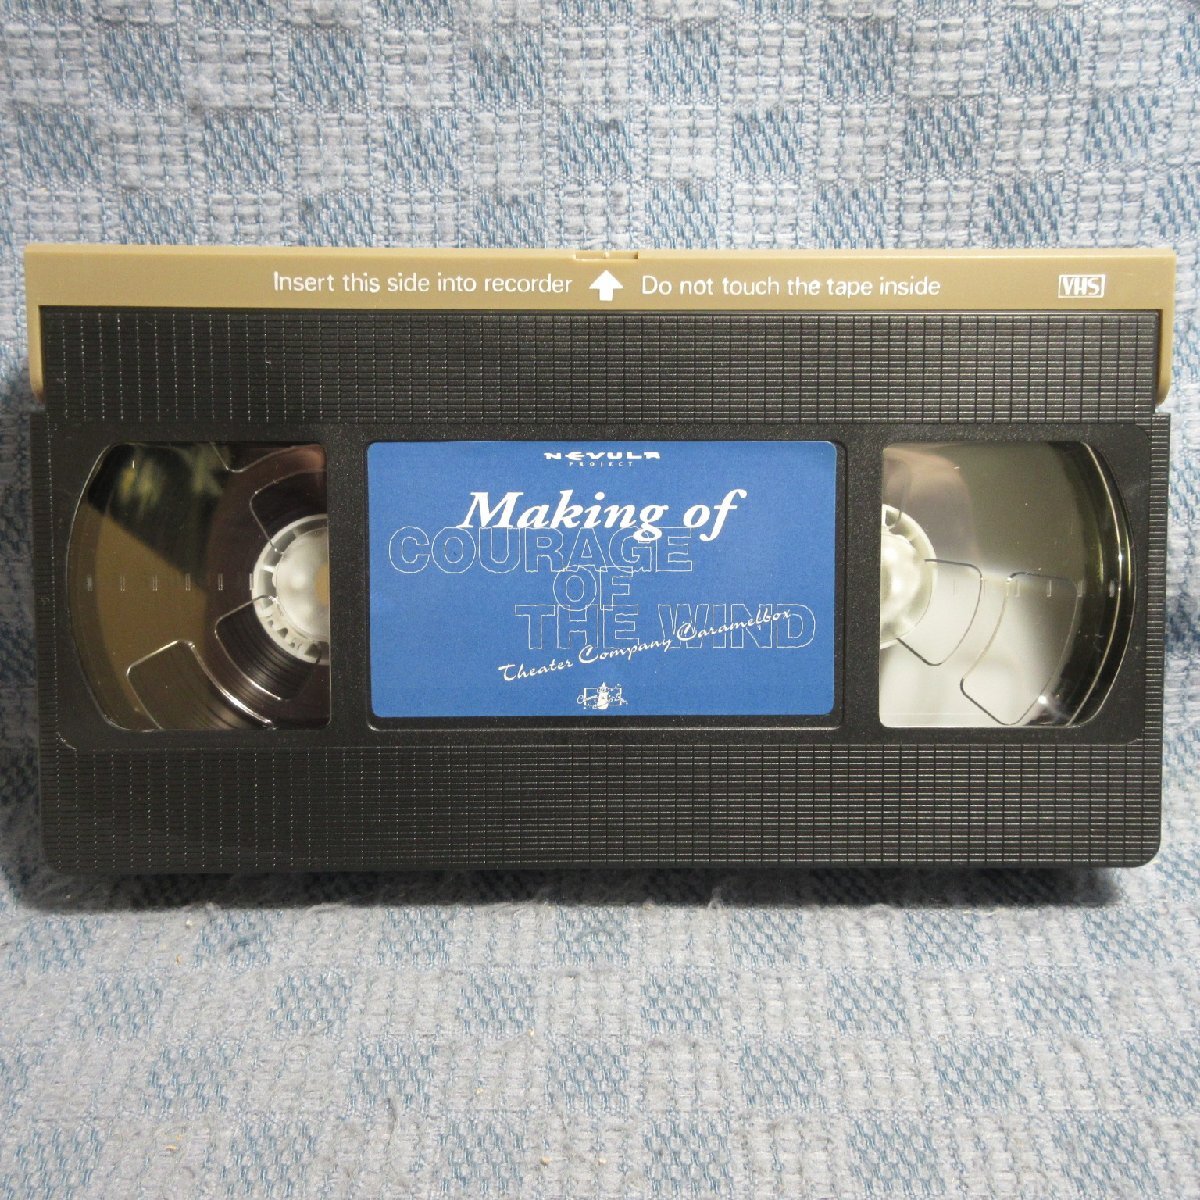 Insert this side into recorder Do not touch the tape inside VHS
NEVULA
PROJECT
Making of
COURAGE
OF
THE WIND
Theater Company Caramelbox